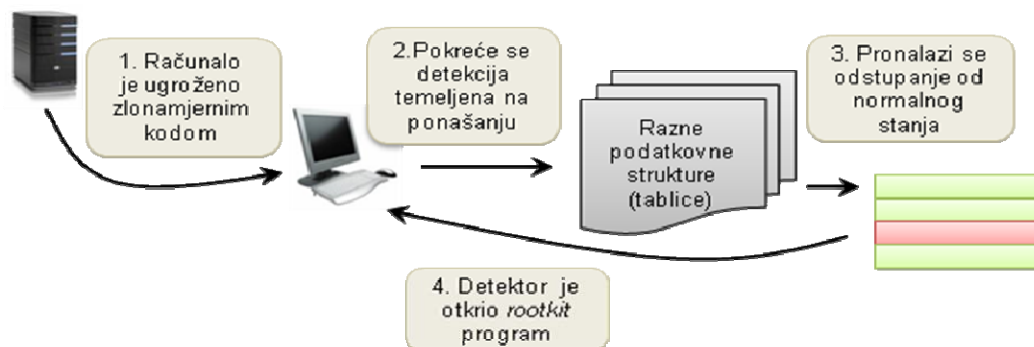 1. Računalo
je ugroženo
zlonamjernim
kodom
2.Pokreće se
detekcija
temeljena na
ponašanju
Razne
podatkovne
strukture
(tablice)
3. Pronalazi se
odstupanje od
normalnog
stanja
4. Detektor je
otkrio rootkit
program